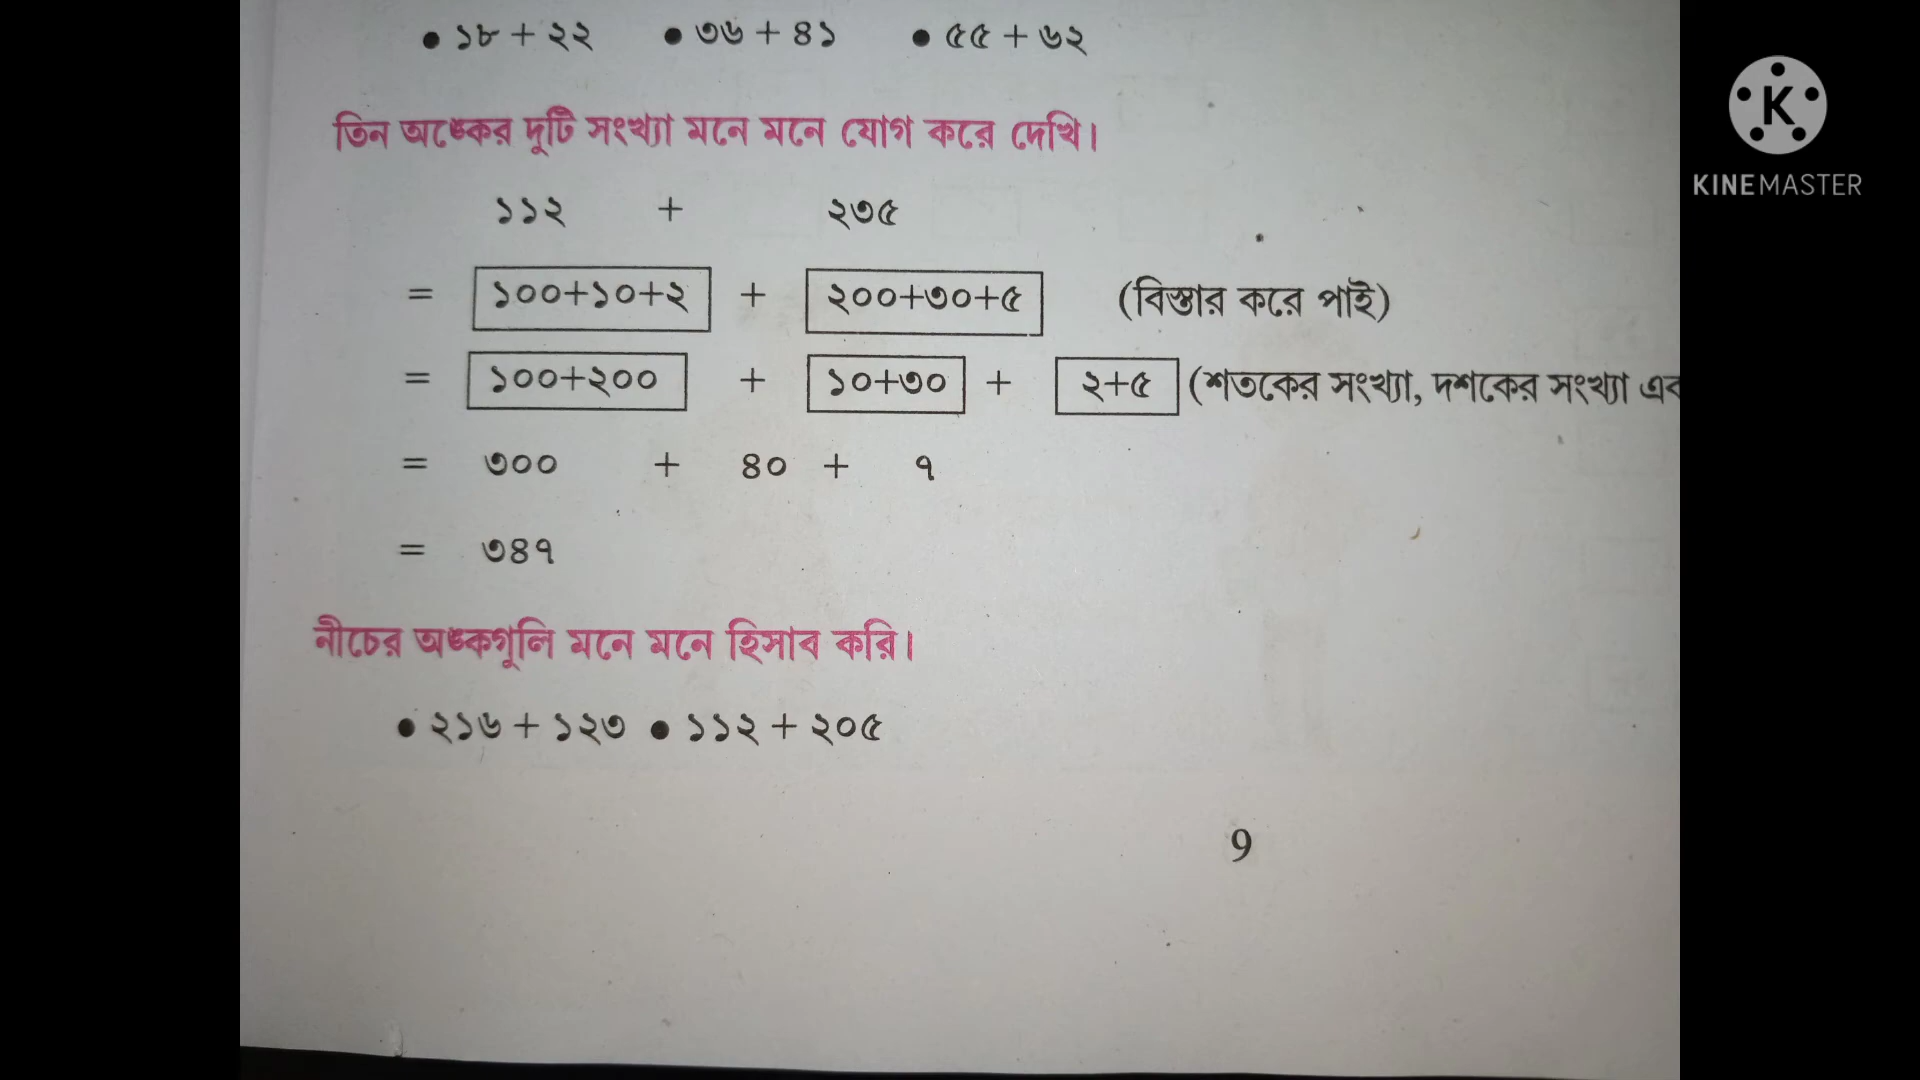 • ১৮ + ২২ • ৩৬ + ৪১ • ৫৫ + ৬২
তিন অঙ্কের দুটি সংখ্যা মনে মনে যোগ করে দেখি।
১১২ + ২৩৫
= ১০০+১০+২ + ২০০+৩০+৫ (বিস্তার করে পাই)
= ১০০+২০০ + ১০+৩০ + ২+৫ (শতকের সংখ্যা, দশকের সংখ্যা
= ৩০০ + ৪০ + ৭
= ৩৪৭
নীচের অঙ্কগুলি মনে মনে হিসাব করি।
• ২১৬ + ১২৩ • ১১২ + ২০৫
9
KINEMASTER